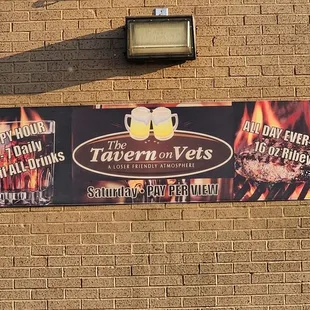 PY HOUR
- 7 Daily
ALL-Drinks
The
Tavern on Vets
A LOSER FRIENDLY ATMOSPHERE
Saturday • PAY PER VIEW
ALL DAY EVER
16 oz Ribey